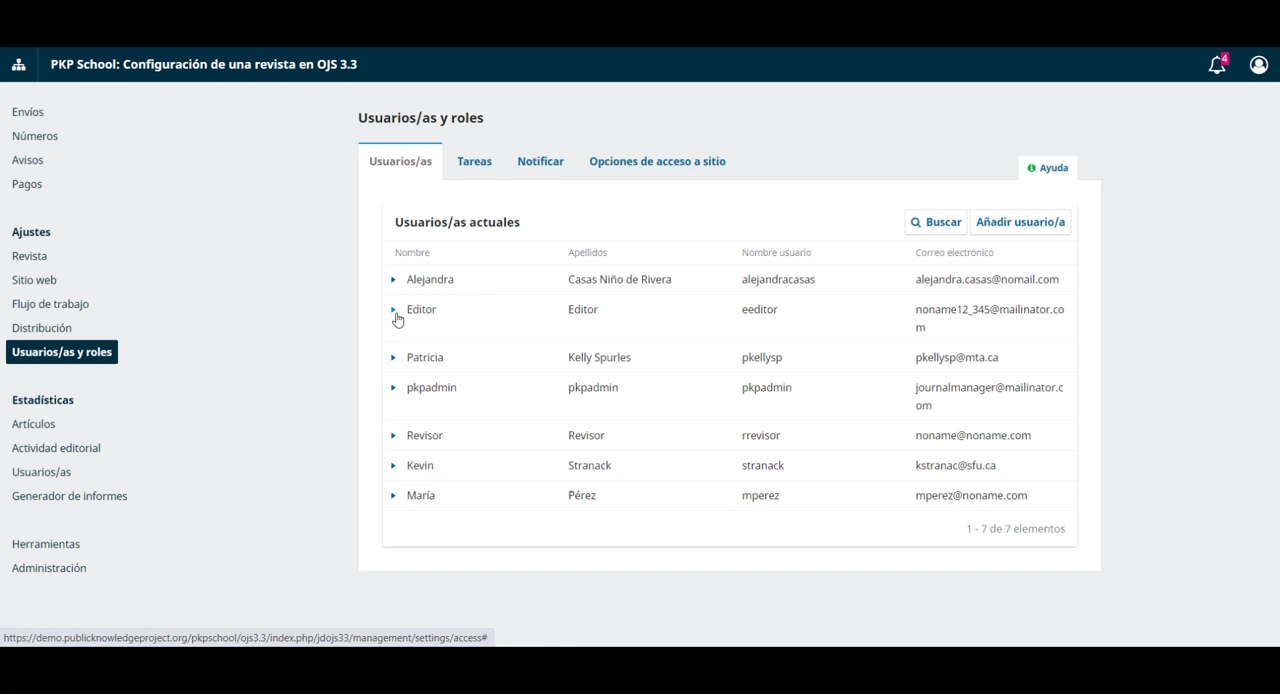 PKP School: Configuración de una revista en OJS 3.3
4
Envíos
Números
Avisos
Pagos
Ajustes
Revista
Sitio web
Flujo de trabajo
Distribución
Usuarios/as y roles
Estadísticas
Artículos
Actividad editorial
Usuarios/as
Generador de informes
Herramientas
Administración
Usuarios/as y roles
Usuarios/as Tareas Notificar Opciones de acceso a sitio
Ayuda
Usuarios/as actuales Buscar Añadir usuario/a
Nombre Apellidos Nombre usuario Correo electrónico
Alejandra Casas Niño de Rivera alejandracasas alejandra.casas@nomail.com
Editor Editor eeditor noname12_345@mailinator.co
m
Patricia Kelly Spurles pkellysp pkellysp@mta.ca
pkpadmin pkpadmin pkpadmin journalmanager@mailinator.c
om
Revisor Revisor rrevisor noname@noname.com
Kevin Stranack stranack kstranac@sfu.ca
María Pérez mperez mperez@noname.com
1 - 7 de 7 elementos
https://demo.publicknowledgeproject.org/pkpschool/ojs3.3/index.php/jdojs33/management/settings/access#